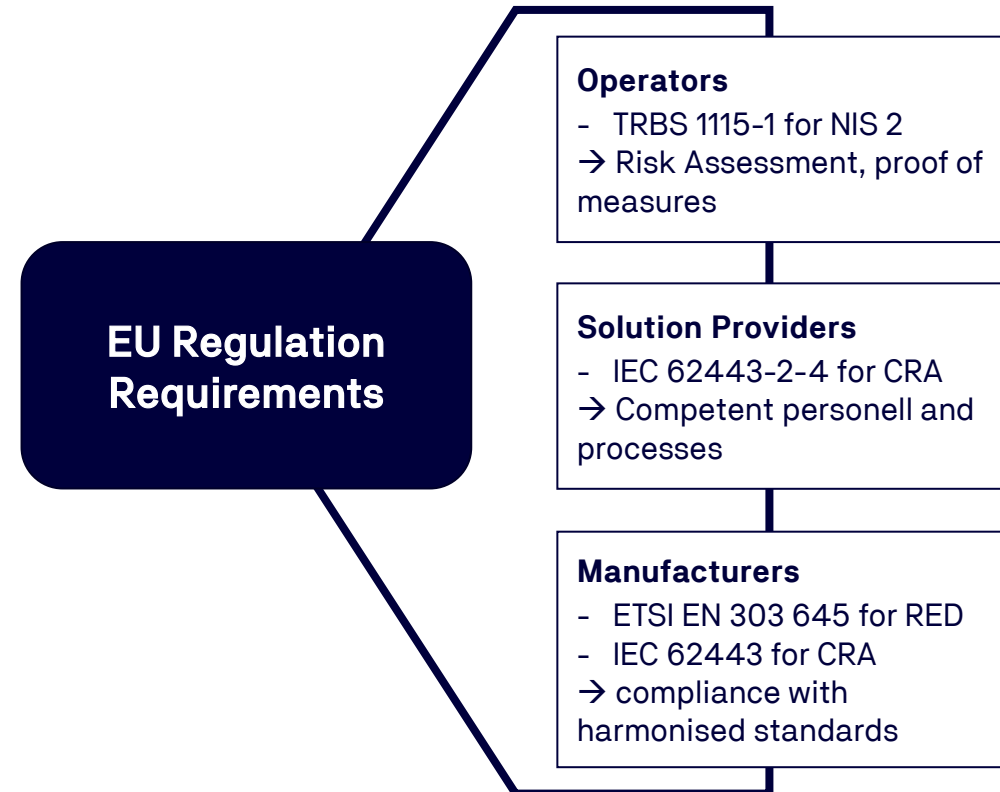 EU Regulation
Requirements
Operators
- TRBS 1115-1 for NIS 2
→ Risk Assessment, proof of
measures
Solution Providers
- IEC 62443-2-4 for CRA
→ Competent personell and
processes
Manufacturers
- ETSI EN 303 645 for RED
- IEC 62443 for CRA
→ compliance with
harmonised standards